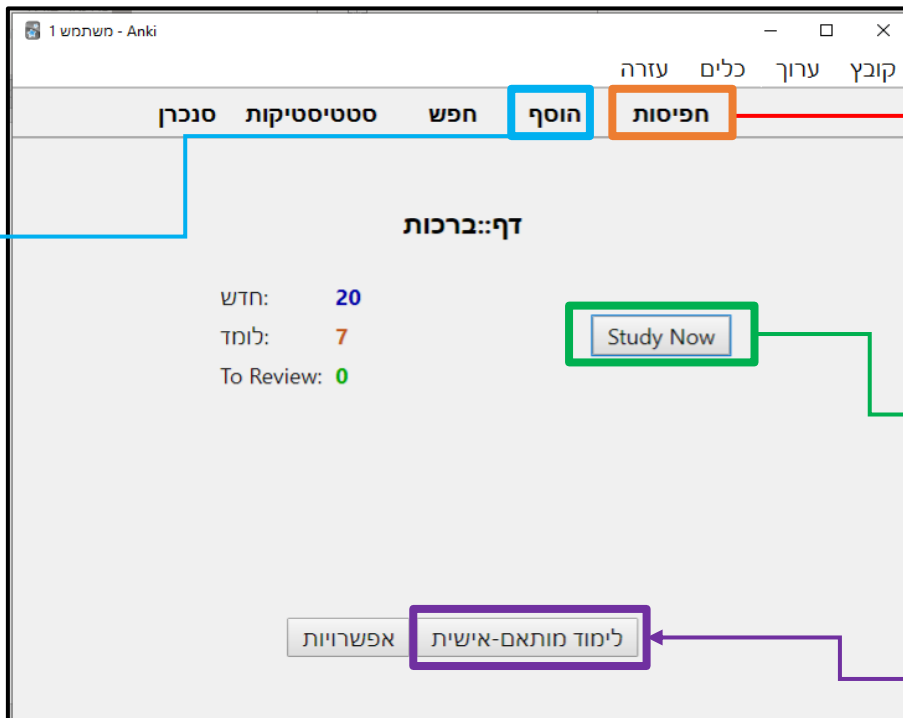 משתמש 1 - Anki
קובץ ערוך כלים עזרה
חפיסות הוסף חפש סטטיסטיקות סנכרן
דף::ברכות
חדש: 20
לומד: 7
To Review: 0
Study Now
לימוד מותאם-אישית אפשרויות